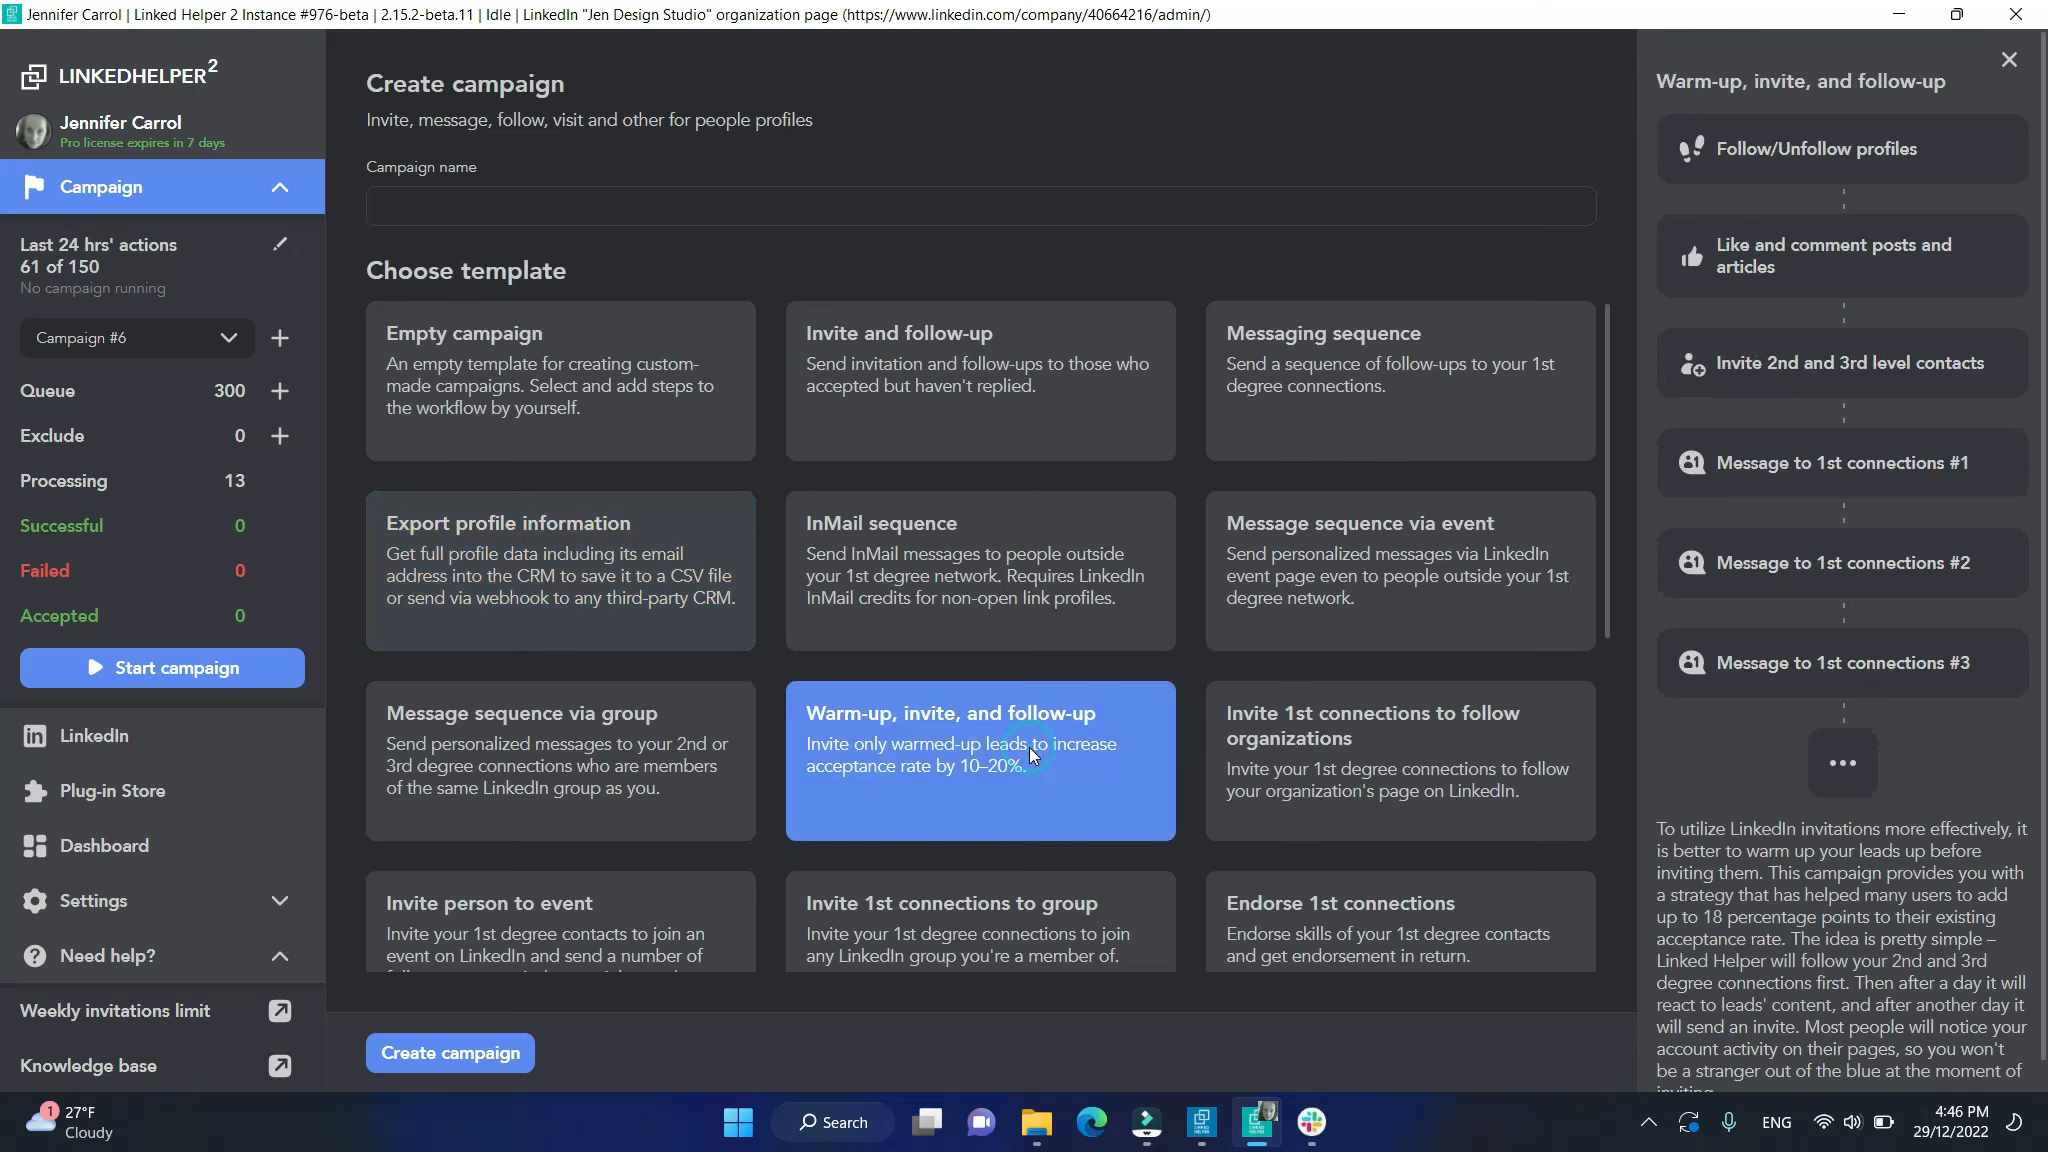 Jennifer Carrol | Linked Helper 2 Instance #976-beta | 2.15.2-beta.11 | Idle | LinkedIn "Jen Design Studio" organization page (https://www.linkedin.com/company/40664216/admin/)
LINKEDHELPER2
Jennifer Carrol
Pro license expires in 7 days
Campaign
Last 24 hrs' actions
61 of 150
No campaign running
Campaign #6
Queue 300
Exclude 0
Processing 13
Successful 0
Failed 0
Accepted 0
Start campaign
LinkedIn
Plug-in Store
Dashboard
Settings
Need help?
Weekly invitations limit
Knowledge base
Create campaign
Invite, message, follow, visit and other for people profiles
Campaign name
Choose template
Empty campaign
An empty template for creating custom-
made campaigns. Select and add steps to
the workflow by yourself.
Invite and follow-up
Send invitation and follow-ups to those who
accepted but haven't replied.
Messaging sequence
Send a sequence of follow-ups to your 1st
degree connections.
Export profile information
Get full profile data including its email
address into the CRM to save it to a CSV file
or send via webhook to any third-party CRM.
InMail sequence
Send InMail messages to people outside
your 1st degree network. Requires LinkedIn
InMail credits for non-open link profiles.
Message sequence via event
Send personalized messages via LinkedIn
event page even to people outside your 1st
degree network.
Message sequence via group
Send personalized messages to your 2nd or
3rd degree connections who are members
of the same LinkedIn group as you.
Warm-up, invite, and follow-up
Invite only warmed-up leads to increase
acceptance rate by 10–20%.
Invite 1st connections to follow
organizations
Invite your 1st degree connections to follow
your organization's page on LinkedIn.
Invite person to event
Invite your 1st degree contacts to join an
event on LinkedIn and send a number of
Invite 1st connections to group
Invite your 1st degree connections to join
any LinkedIn group you're a member of.
Endorse 1st connections
Endorse skills of your 1st degree contacts
and get endorsement in return.
Create campaign
Warm-up, invite, and follow-up
Follow/Unfollow profiles
Like and comment posts and
articles
Invite 2nd and 3rd level contacts
Message to 1st connections #1
Message to 1st connections #2
Message to 1st connections #3
To utilize LinkedIn invitations more effectively, it
is better to warm up your leads up before
inviting them. This campaign provides you with
a strategy that has helped many users to add
up to 18 percentage points to their existing
acceptance rate. The idea is pretty simple –
Linked Helper will follow your 2nd and 3rd
degree connections first. Then after a day it will
react to leads' content, and after another day it
will send an invite. Most people will notice your
account activity on their pages, so you won't
be a stranger out of the blue at the moment of
1
27°F
Cloudy
Search
ENG
4:46 PM
29/12/2022